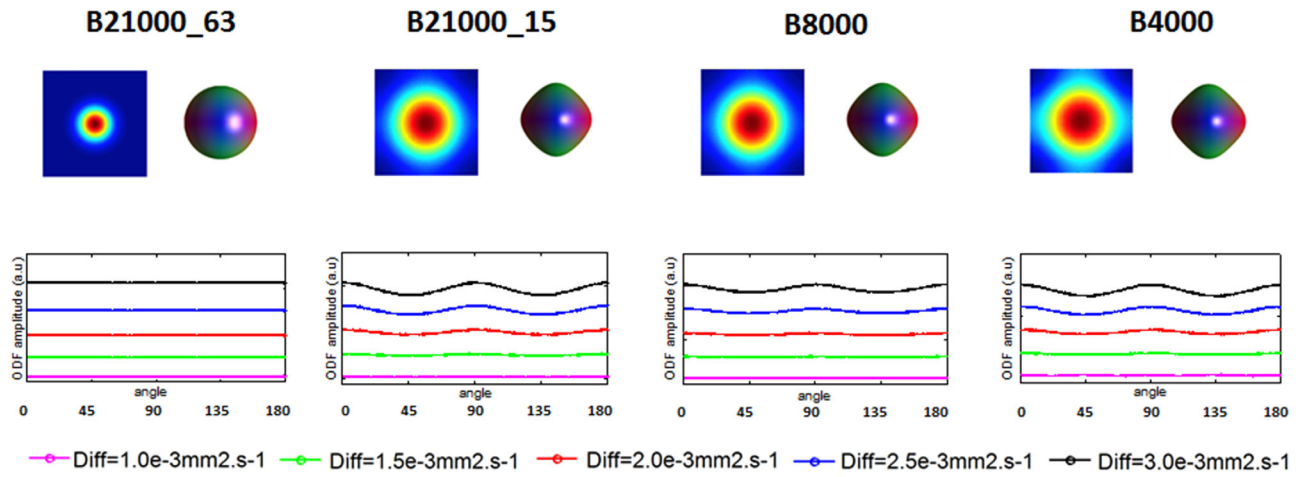 B21000_63 B21000_15 B8000 B4000
ODF amplitude (a.u) ODF amplitude (a.u) ODF amplitude (a.u) ODF amplitude (a.u)
angle angle angle angle
0 45 90 135 180 0 45 90 135 180 0 45 90 135 180 0 45 90 135 180
Diff=1.0e-3mm2.s-1 Diff=1.5e-3mm2.s-1 Diff=2.0e-3mm2.s-1 Diff=2.5e-3mm2.s-1 Diff=3.0e-3mm2.s-1